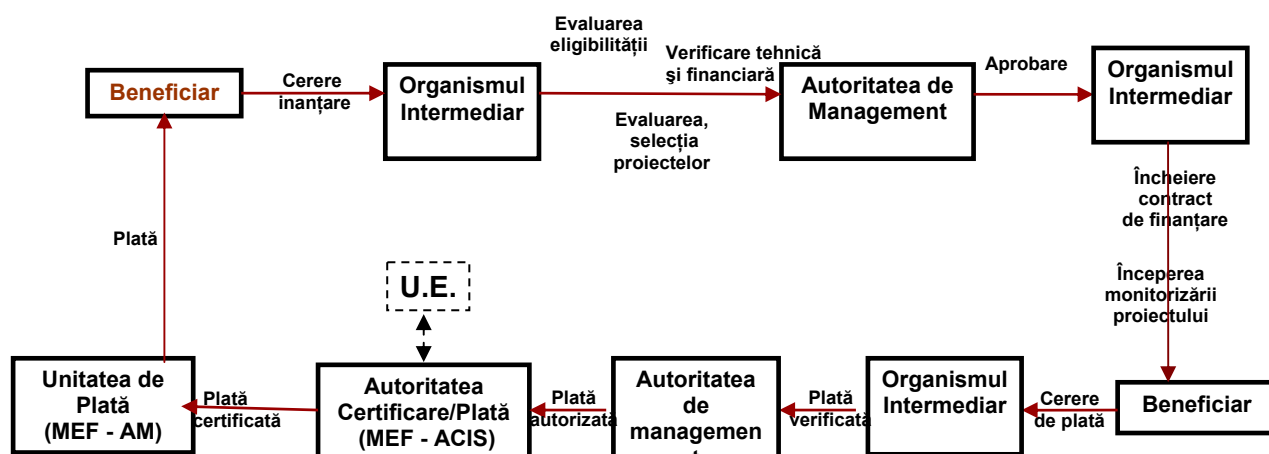 Beneficiar
Cerere
inanțare
Organismul
Intermediar
Evaluarea
eligibilității
Verificare tehnică
şi financiară
Evaluarea,
selecția
proiectelor
Autoritatea de
Management
Aprobare
Organismul
Intermediar
Încheiere
contract
de finanțare
Începerea
monitorizării
proiectului
Plată
U.E.
Unitatea de
Plată
(MEF - AM)
Plată
certificată
Autoritatea
Certificare/Plată
(MEF - ACIS)
Plată
autorizată
Autoritatea
de
managemen
Plată
verificată
Organismul
Intermediar
Cerere
de plată
Beneficiar